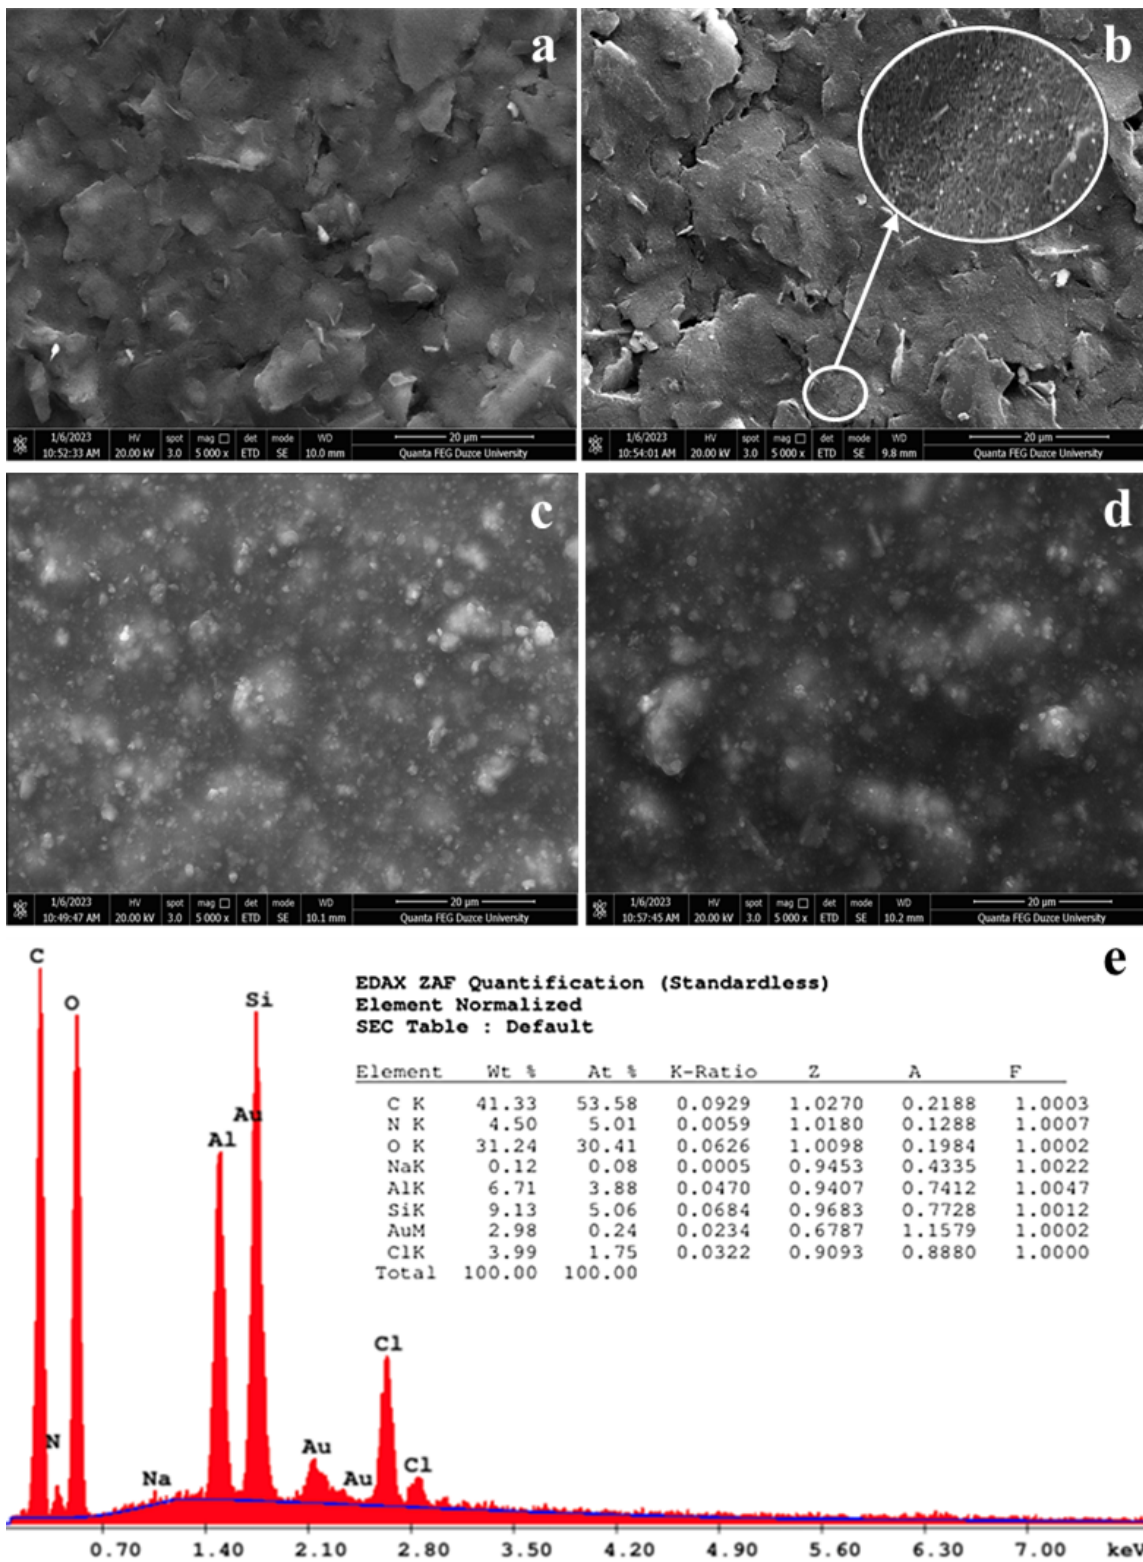 a
1/6/2023 HV spot mag det mode WD 20 µm
10:52:33 AM 20.00 kV 3.0 5 000 x ETD SE 10.0 mm Quanta FEG Duzce University
b
1/6/2023 HV spot mag det mode WD 20 µm
10:54:01 AM 20.00 kV 3.0 5 000 x ETD SE 9.8 mm Quanta FEG Duzce University
c
1/6/2023 HV spot mag det mode WD 20 µm
10:49:47 AM 20.00 kV 3.0 5 000 x ETD SE 10.1 mm Quanta FEG Duzce University
d
1/6/2023 HV spot mag det mode WD 20 µm
10:57:45 AM 20.00 kV 3.0 5 000 x ETD SE 10.2 mm Quanta FEG Duzce University
e
EDAX ZAF Quantification (Standardless)
Element Normalized
SEC Table : Default
Element Wt % At % K-Ratio Z A F
C K 41.33 53.58 0.0929 1.0270 0.2188 1.0003
N K 4.50 5.01 0.0059 1.0180 0.1288 1.0007
O K 31.24 30.41 0.0626 1.0098 0.1984 1.0002
NaK 0.12 0.08 0.0005 0.9453 0.4335 1.0022
AlK 6.71 3.88 0.0470 0.9407 0.7412 1.0047
SiK 9.13 5.06 0.0684 0.9683 0.7728 1.0012
AuM 2.98 0.24 0.0234 0.6787 1.1579 1.0002
ClK 3.99 1.75 0.0322 0.9093 0.8880 1.0000
Total 100.00 100.00
C
O
Si
Au
Al
Cl
N
Na
Au
Au
Cl
0.70 1.40 2.10 2.80 3.50 4.20 4.90 5.60 6.30 7.00 keV